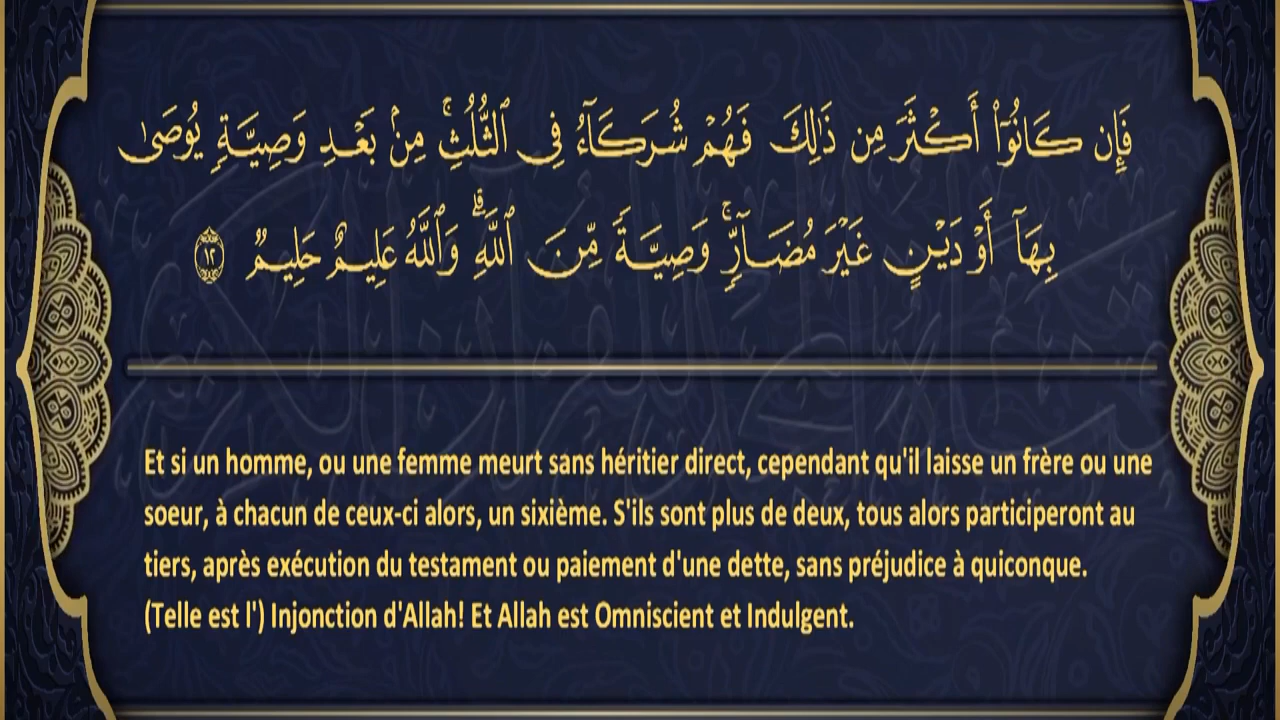 فَإِن كَانُوٓا۟ أَكْثَرَ مِن ذَٰلِكَ فَهُمْ شُرَكَآءُ فِى ٱلثُّلُثِ ۚ مِنۢ بَعْدِ وَصِيَّةٍ يُوصَىٰ
بِهَآ أَوْ دَيْنٍ غَيْرَ مُضَآرٍّ ۚ وَصِيَّةً مِّنَ ٱللَّهِ ۗ وَٱللَّهُ عَلِيمٌ حَلِيمٌ ١٢
Et si un homme, ou une femme meurt sans héritier direct, cependant qu'il laisse un frère ou une
soeur, à chacun de ceux-ci alors, un sixième. S'ils sont plus de deux, tous alors participeront au
tiers, après exécution du testament ou paiement d'une dette, sans préjudice à quiconque.
(Telle est l') Injonction d'Allah! Et Allah est Omniscient et Indulgent.